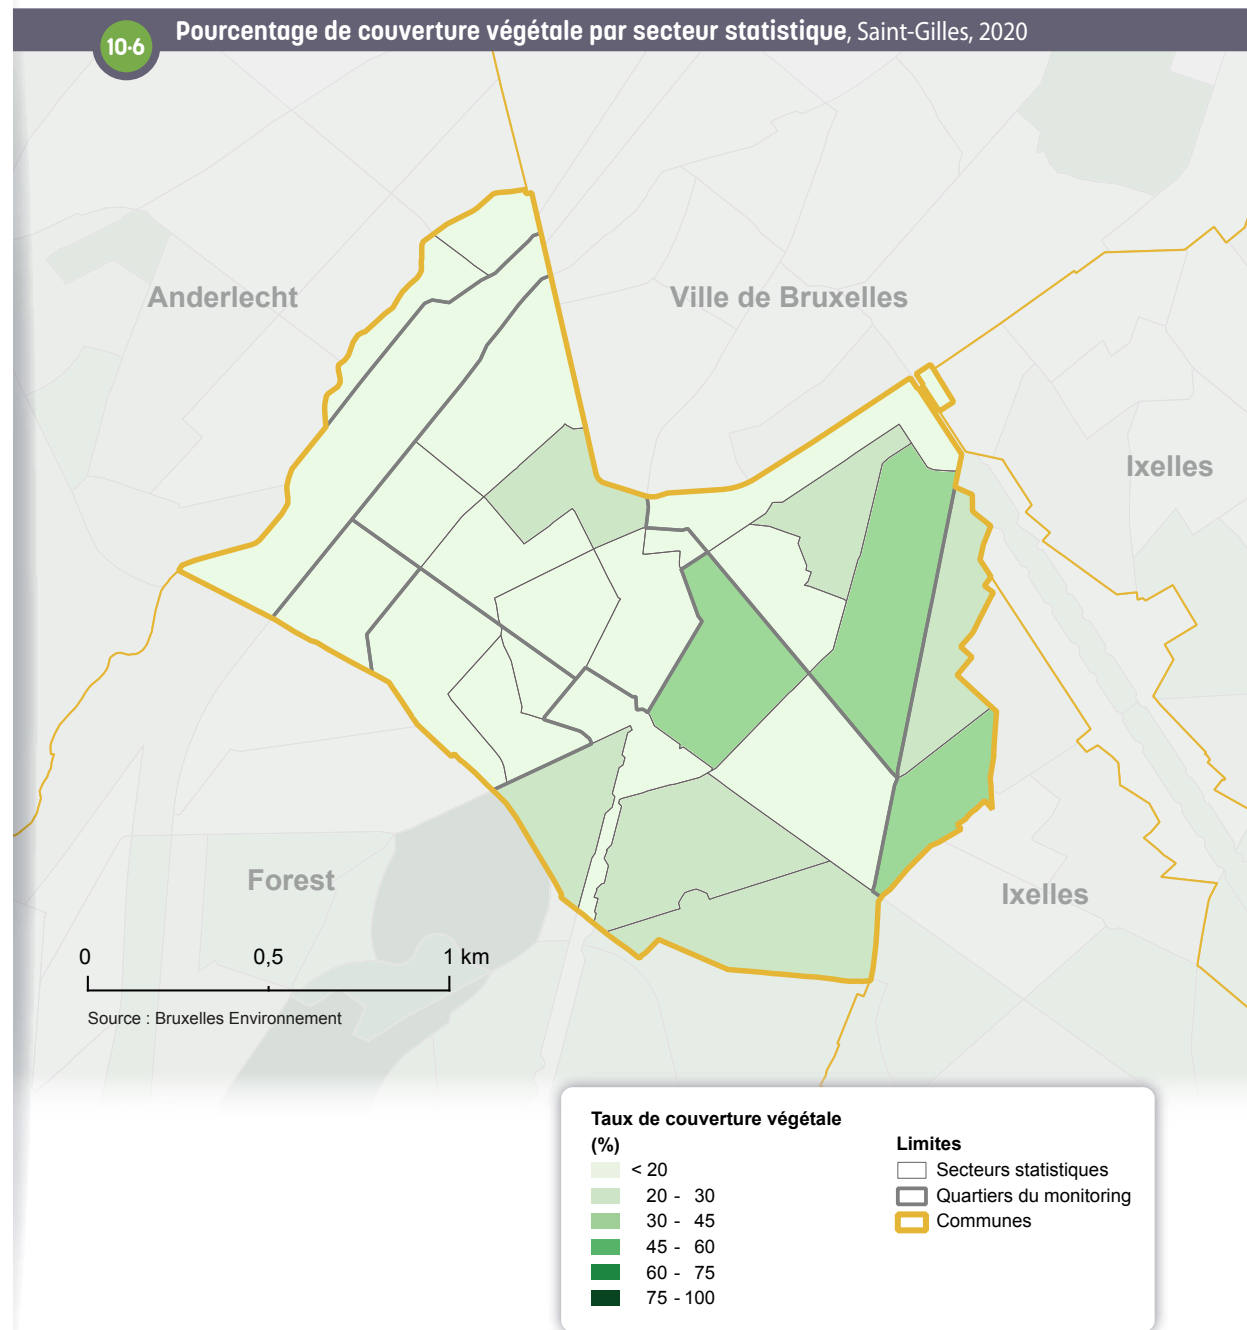 10·6
Pourcentage de couverture végétale par secteur statistique, Saint-Gilles, 2020
Anderlecht
Ville de Bruxelles
Ixelles
Forest
Ixelles
0 0,5 1 km
Source : Bruxelles Environnement
Taux de couverture végétale
(%)
< 20
20 - 30
30 - 45
45 - 60
60 - 75
75 - 100
Limites
Secteurs statistiques
Quartiers du monitoring
Communes